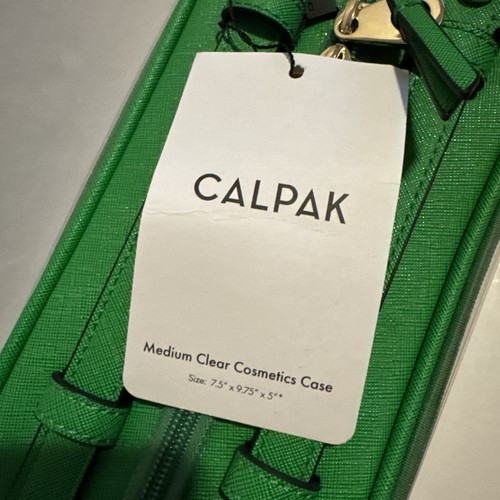 CALPAK
Medium Clear Cosmetics Case
Size: 7.5" x 9.75" x 5"*